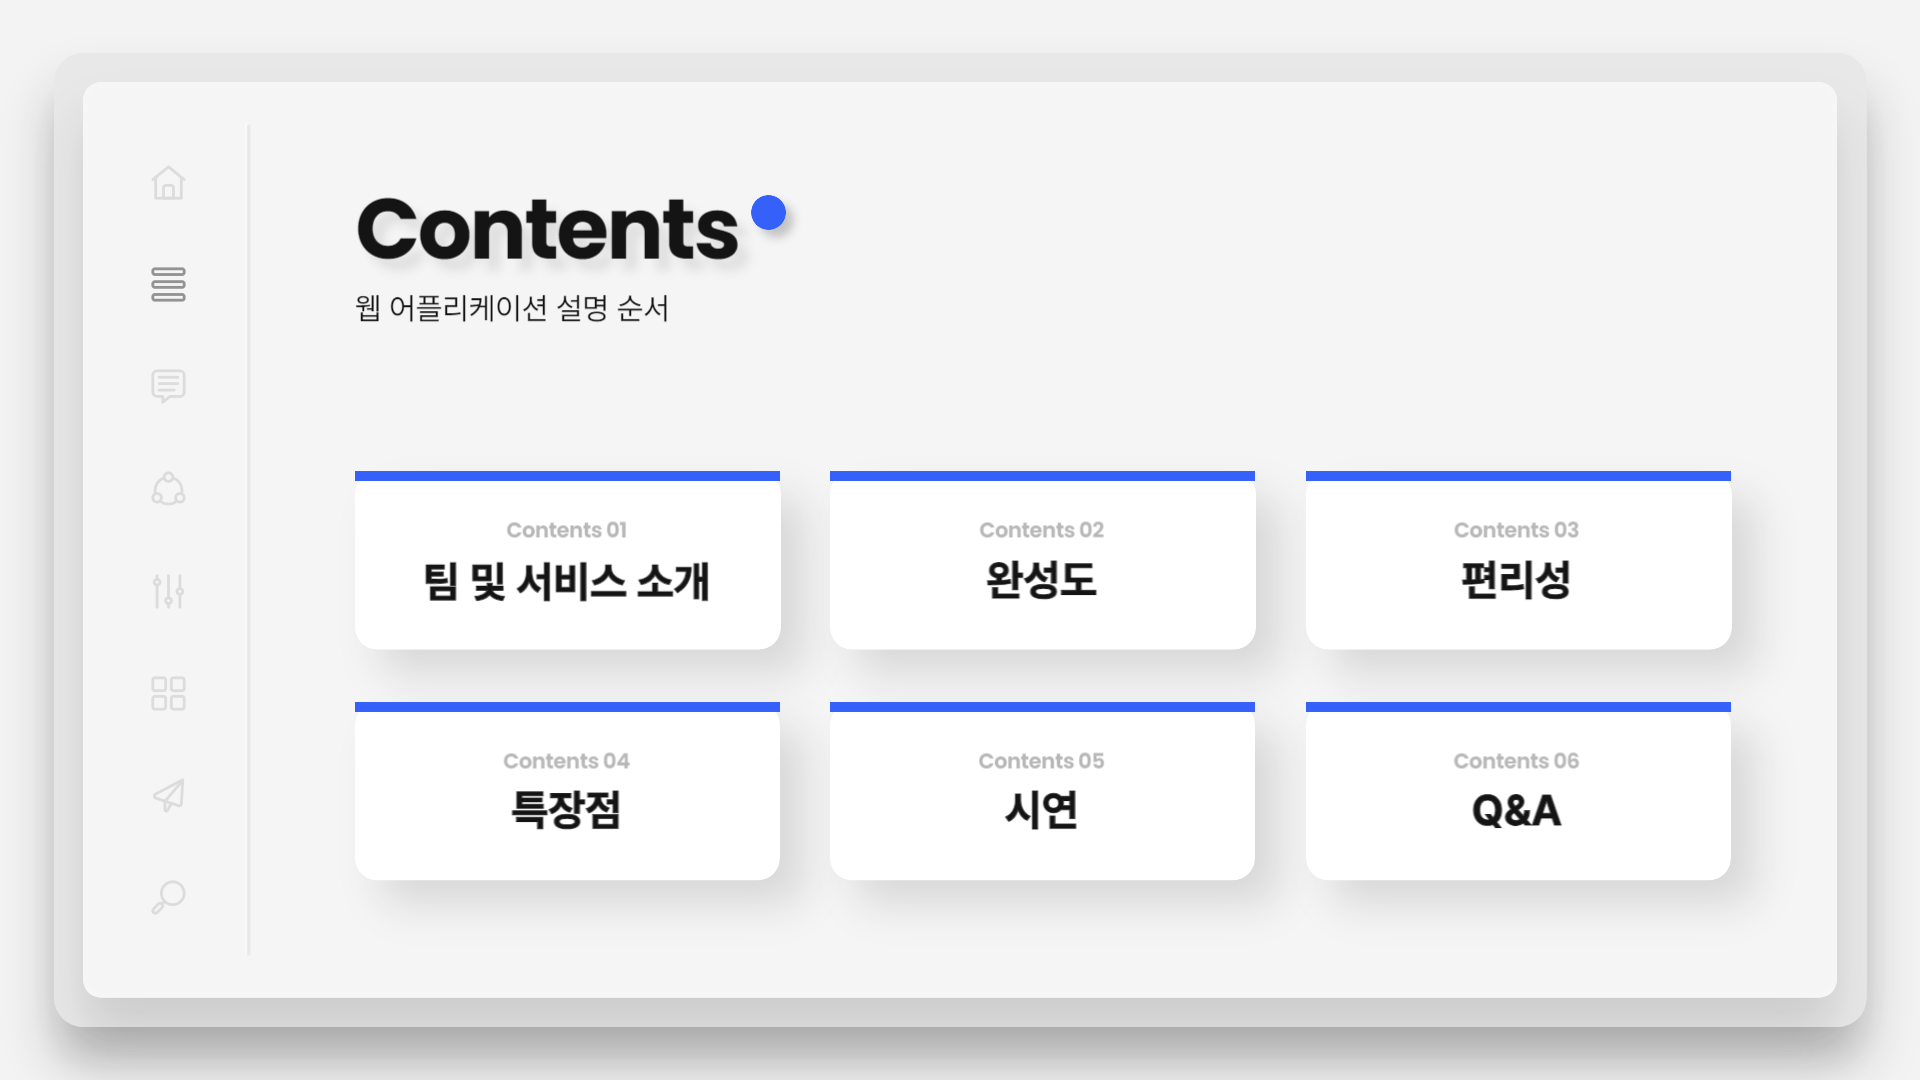 Contents
웹 어플리케이션 설명 순서
Contents 01
팀 및 서비스 소개
Contents 02
완성도
Contents 03
편리성
Contents 04
특장점
Contents 05
시연
Contents 06
Q&A